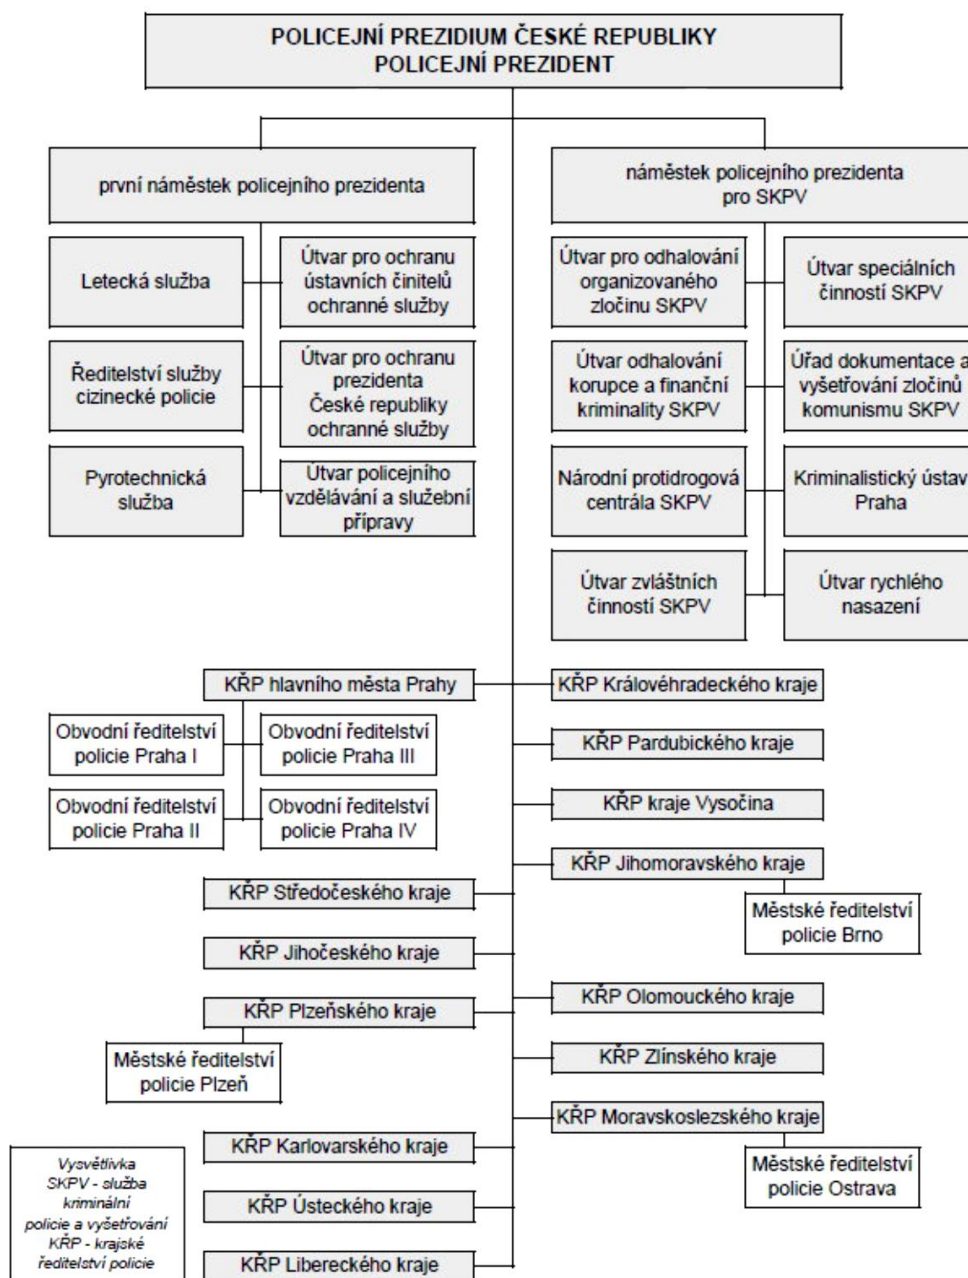 POLICEJNÍ PREZIDIUM ČESKÉ REPUBLIKY
POLICEJNÍ PREZIDENT
první náměstek policejního prezidenta
náměstek policejního prezidenta
pro SKPV
Letecká služba
Útvar pro ochranu
ústavních činitelů
ochranné služby
Útvar pro odhalování
organizovaného
zločinu SKPV
Útvar speciálních
činností SKPV
Ředitelství služby
cizinecké policie
Útvar pro ochranu
prezidenta
České republiky
ochranné služby
Útvar odhalování
korupce a finanční
kriminality SKPV
Úřad dokumentace a
vyšetřování zločinů
komunismu SKPV
Pyrotechnická
služba
Útvar policejního
vzdělávání a služební
přípravy
Národní protidrogová
centrála SKPV
Kriminalistický ústav
Praha
Útvar zvláštních
činností SKPV
Útvar rychlého
nasazení
KŘP hlavního města Prahy
KŘP Královéhradeckého kraje
Obvodní ředitelství
policie Praha I
Obvodní ředitelství
policie Praha III
KŘP Pardubického kraje
Obvodní ředitelství
policie Praha II
Obvodní ředitelství
policie Praha IV
KŘP kraje Vysočina
KŘP Jihomoravského kraje
KŘP Středočeského kraje
Městské ředitelství
policie Brno
KŘP Jihočeského kraje
KŘP Olomouckého kraje
KŘP Plzeňského kraje
Městské ředitelství
policie Plzeň
KŘP Zlínského kraje
KŘP Moravskoslezského kraje
KŘP Karlovarského kraje
Městské ředitelství
policie Ostrava
KŘP Ústeckého kraje
KŘP Libereckého kraje
Vysvětlivka
SKPV - služba
kriminální
policie a vyšetřování
KŘP - krajské
ředitelství policie